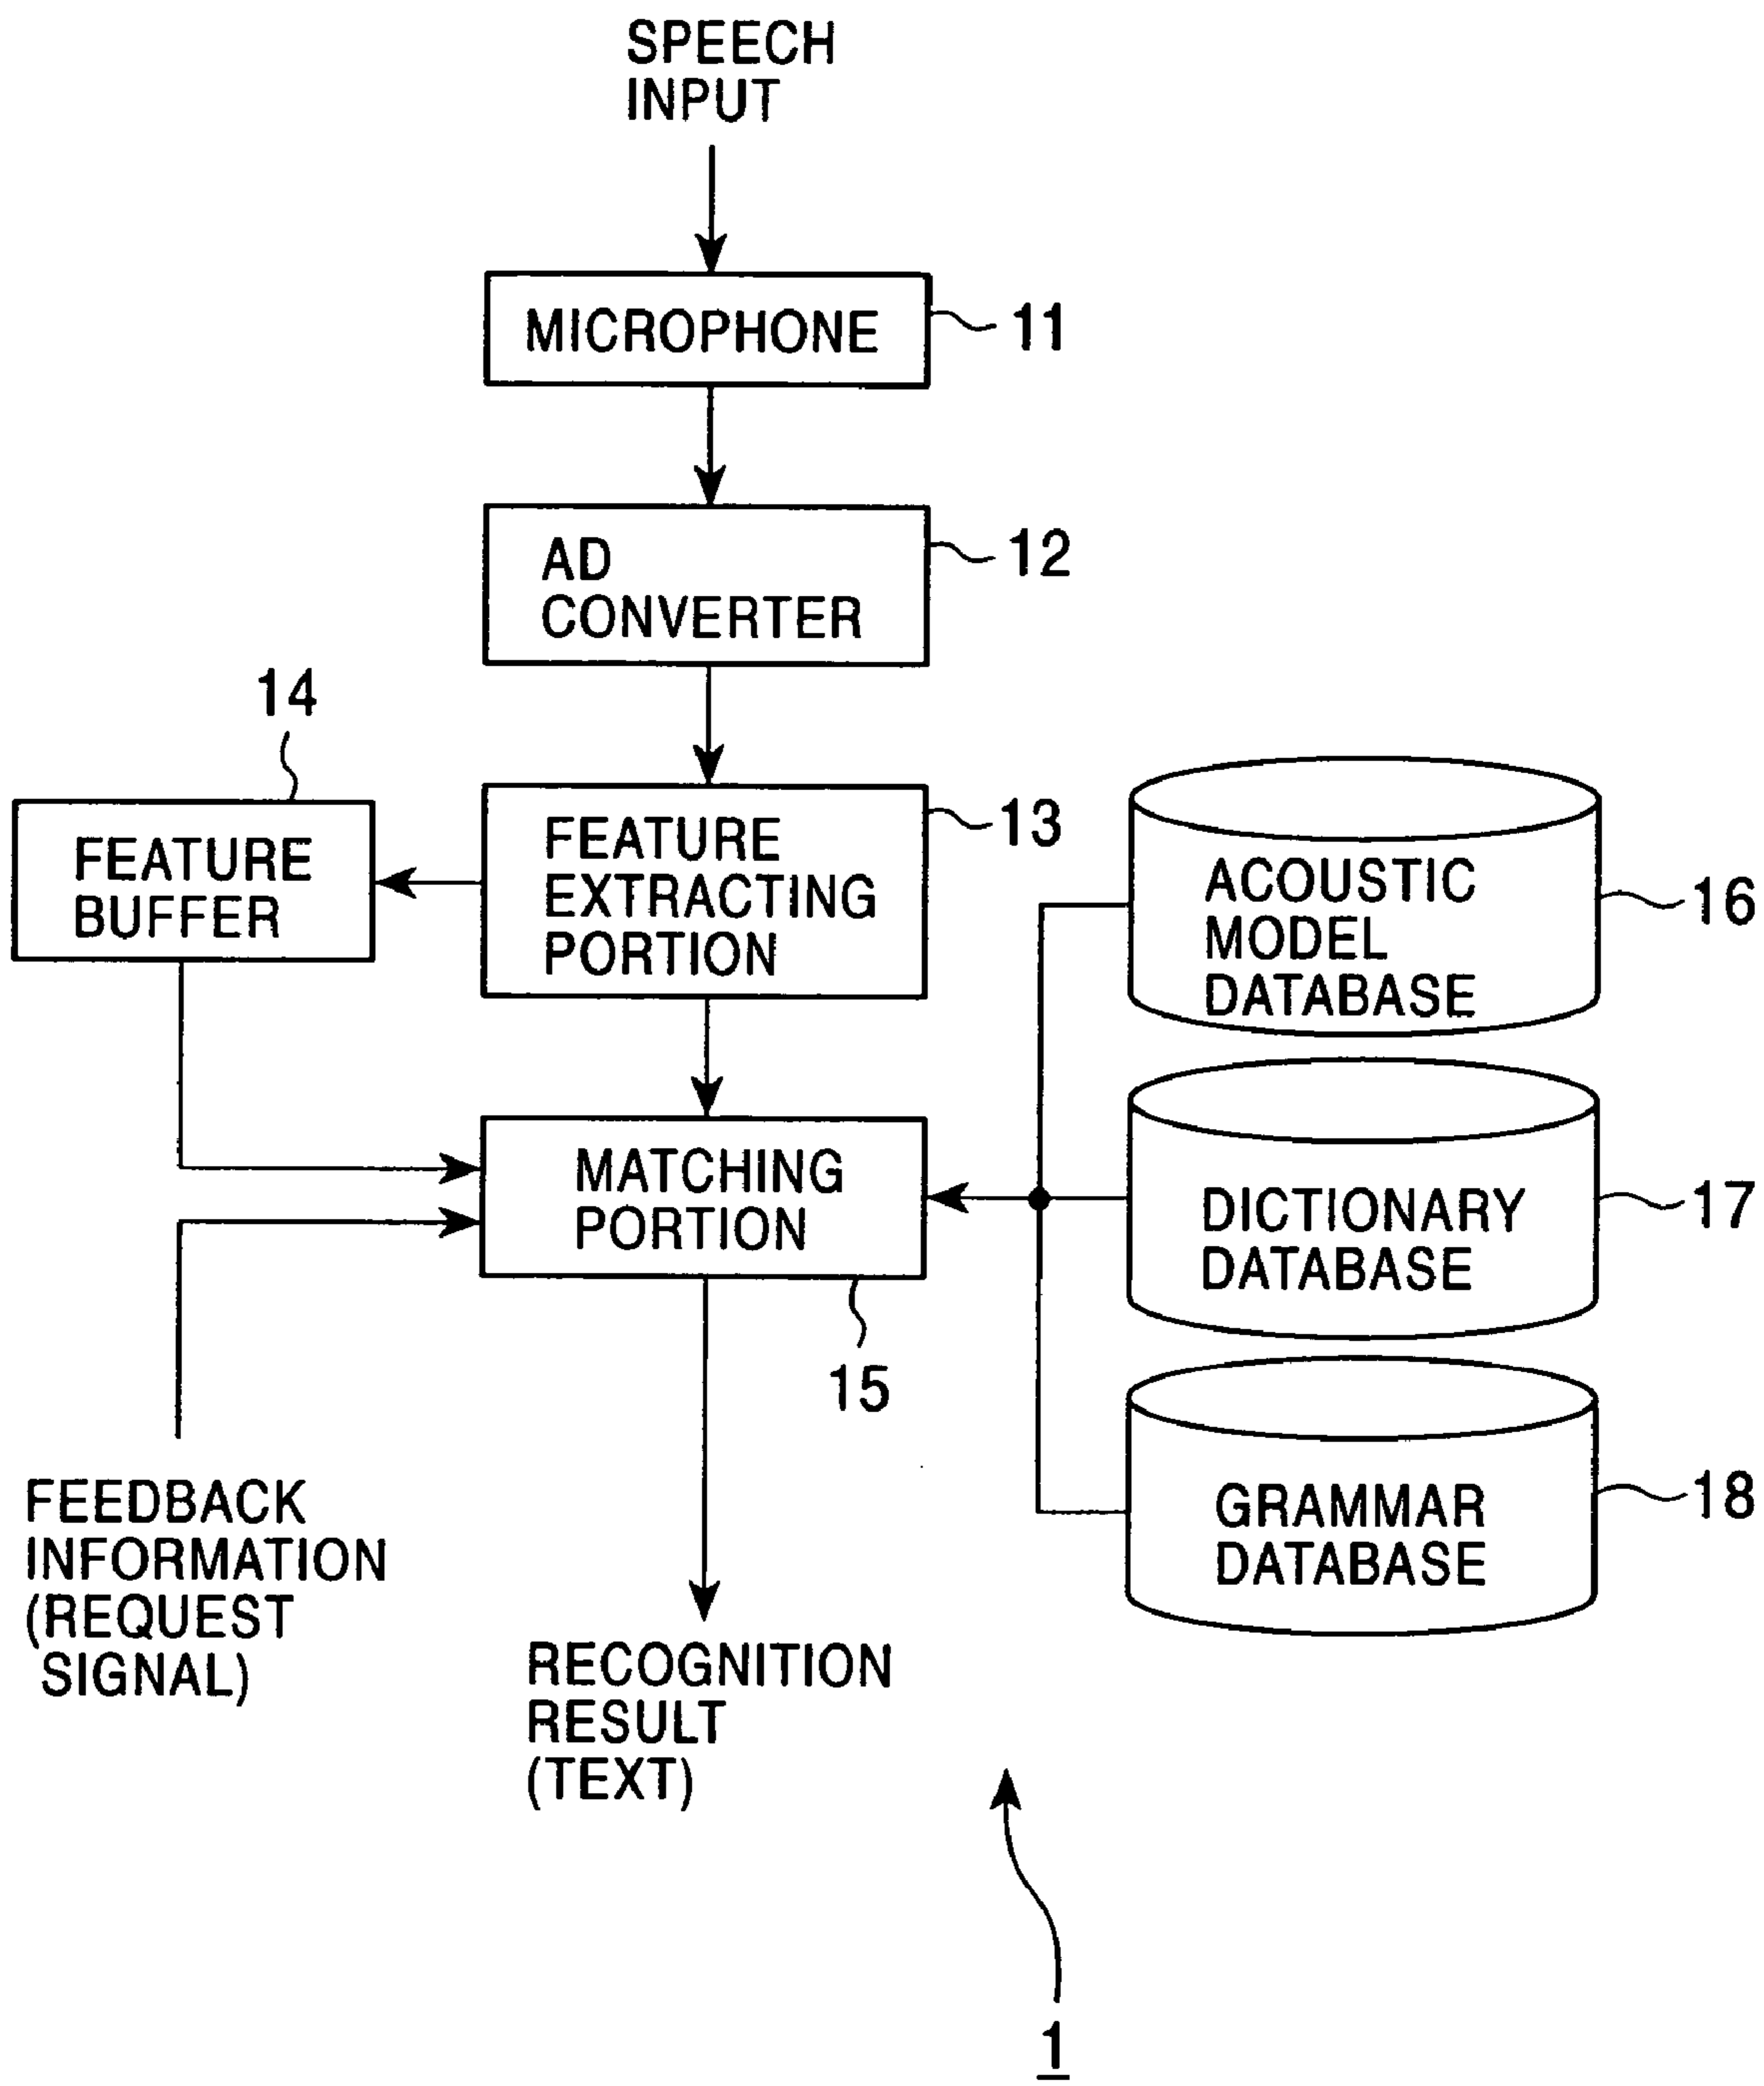 SPEECH
INPUT
MICROPHONE
11
AD
CONVERTER
12
14
FEATURE
BUFFER
FEATURE
EXTRACTING
PORTION
13
ACOUSTIC
MODEL
DATABASE
16
MATCHING
PORTION
15
DICTIONARY
DATABASE
17
GRAMMAR
DATABASE
18
FEEDBACK
INFORMATION
(REQUEST
SIGNAL)
RECOGNITION
RESULT
(TEXT)
1